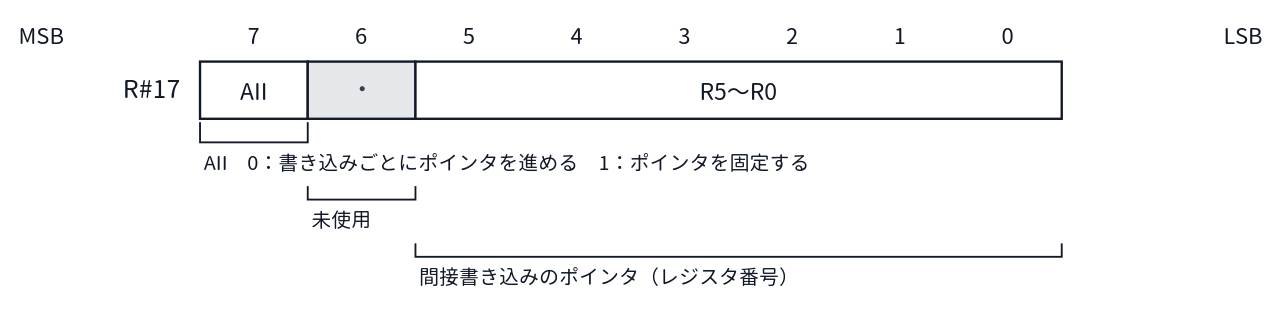 MSB 7 6 5 4 3 2 1 0 LSB
R#17 AII ・ R5〜R0
AII 0：書き込みごとにポインタを進める 1：ポインタを固定する
未使用
間接書き込みのポインタ（レジスタ番号）